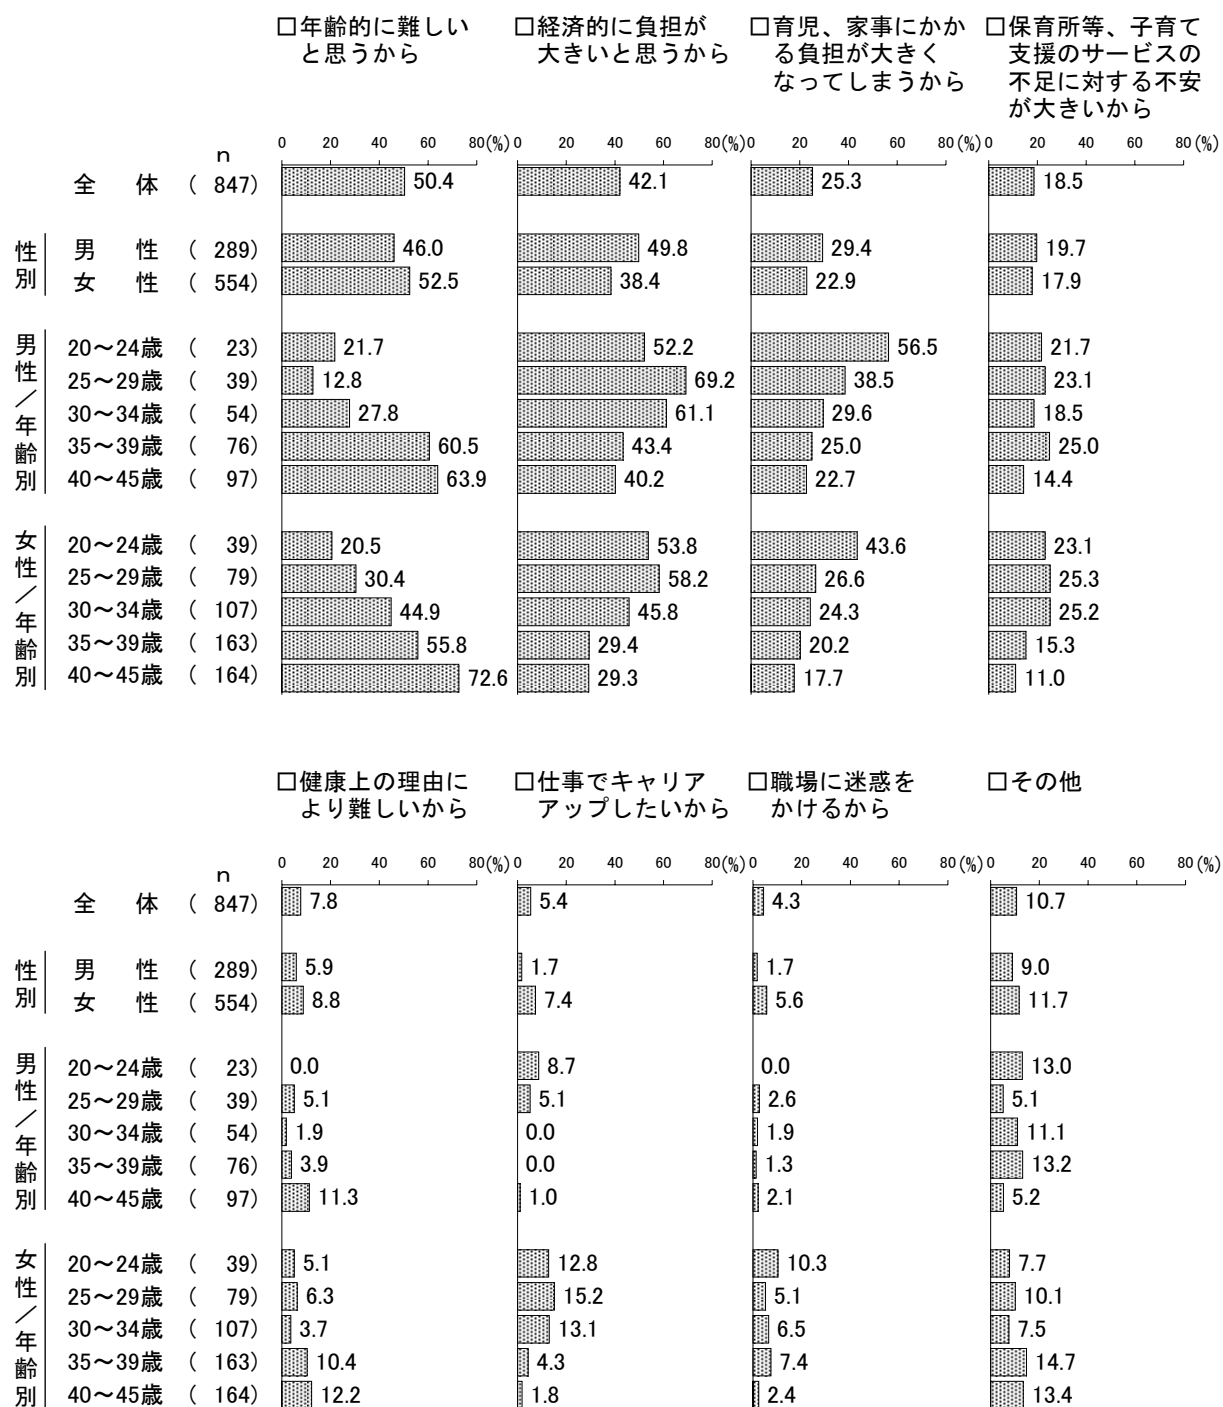 □年齢的に難しい
と思うから
□経済的に負担が
大きいと思うから
□育児、家事にかか
る負担が大きく
なってしまうから
□保育所等、子育て
支援のサービスの
不足に対する不安
が大きいから
n 0 20 40 60 80(%) 0 20 40 60 80(%) 0 20 40 60 80(%) 0 20 40 60 80(%)
全 体 ( 847) 50.4 42.1 25.3 18.5
性別
男 性 ( 289) 46.0 49.8 29.4 19.7
女 性 ( 554) 52.5 38.4 22.9 17.9
男性/年齢別
20~24歳 ( 23) 21.7 52.2 56.5 21.7
25~29歳 ( 39) 12.8 69.2 38.5 23.1
30~34歳 ( 54) 27.8 61.1 29.6 18.5
35~39歳 ( 76) 60.5 43.4 25.0 25.0
40~45歳 ( 97) 63.9 40.2 22.7 14.4
女性/年齢別
20~24歳 ( 39) 20.5 53.8 43.6 23.1
25~29歳 ( 79) 30.4 58.2 26.6 25.3
30~34歳 ( 107) 44.9 45.8 24.3 25.2
35~39歳 ( 163) 55.8 29.4 20.2 15.3
40~45歳 ( 164) 72.6 29.3 17.7 11.0
□健康上の理由に
より難しいから
□仕事でキャリア
アップしたいから
□職場に迷惑を
かけるから
□その他
n 0 20 40 60 80(%) 0 20 40 60 80(%) 0 20 40 60 80(%) 0 20 40 60 80(%)
全 体 ( 847) 7.8 5.4 4.3 10.7
性別
男 性 ( 289) 5.9 1.7 1.7 9.0
女 性 ( 554) 8.8 7.4 5.6 11.7
男性/年齢別
20~24歳 ( 23) 0.0 8.7 0.0 13.0
25~29歳 ( 39) 5.1 5.1 2.6 5.1
30~34歳 ( 54) 1.9 0.0 1.9 11.1
35~39歳 ( 76) 3.9 0.0 1.3 13.2
40~45歳 ( 97) 11.3 1.0 2.1 5.2
女性/年齢別
20~24歳 ( 39) 5.1 12.8 10.3 7.7
25~29歳 ( 79) 6.3 15.2 5.1 10.1
30~34歳 ( 107) 3.7 13.1 6.5 7.5
35~39歳 ( 163) 10.4 4.3 7.4 14.7
40~45歳 ( 164) 12.2 1.8 2.4 13.4